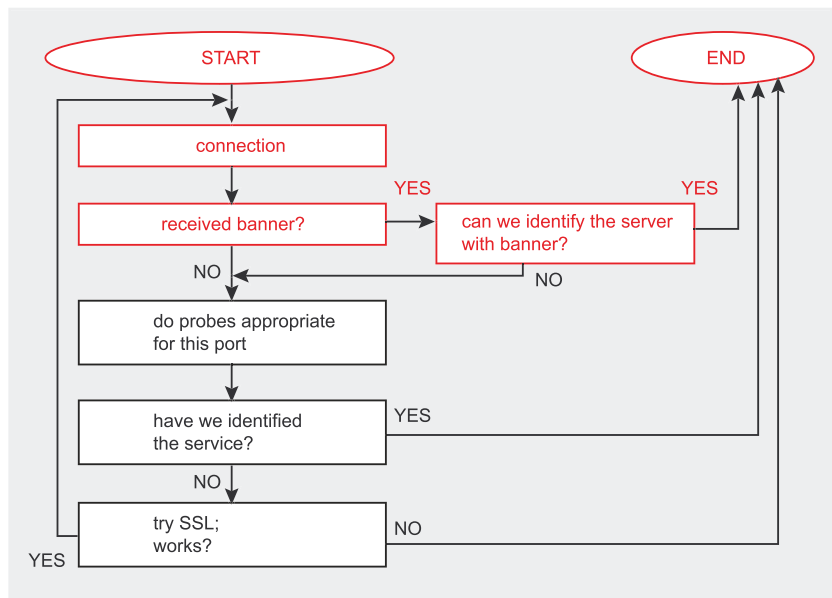 START
END
connection
YES
YES
received banner?
can we identify the server
with banner?
NO
NO
do probes appropriate
for this port
have we identified
the service?
YES
NO
try SSL;
works?
NO
YES